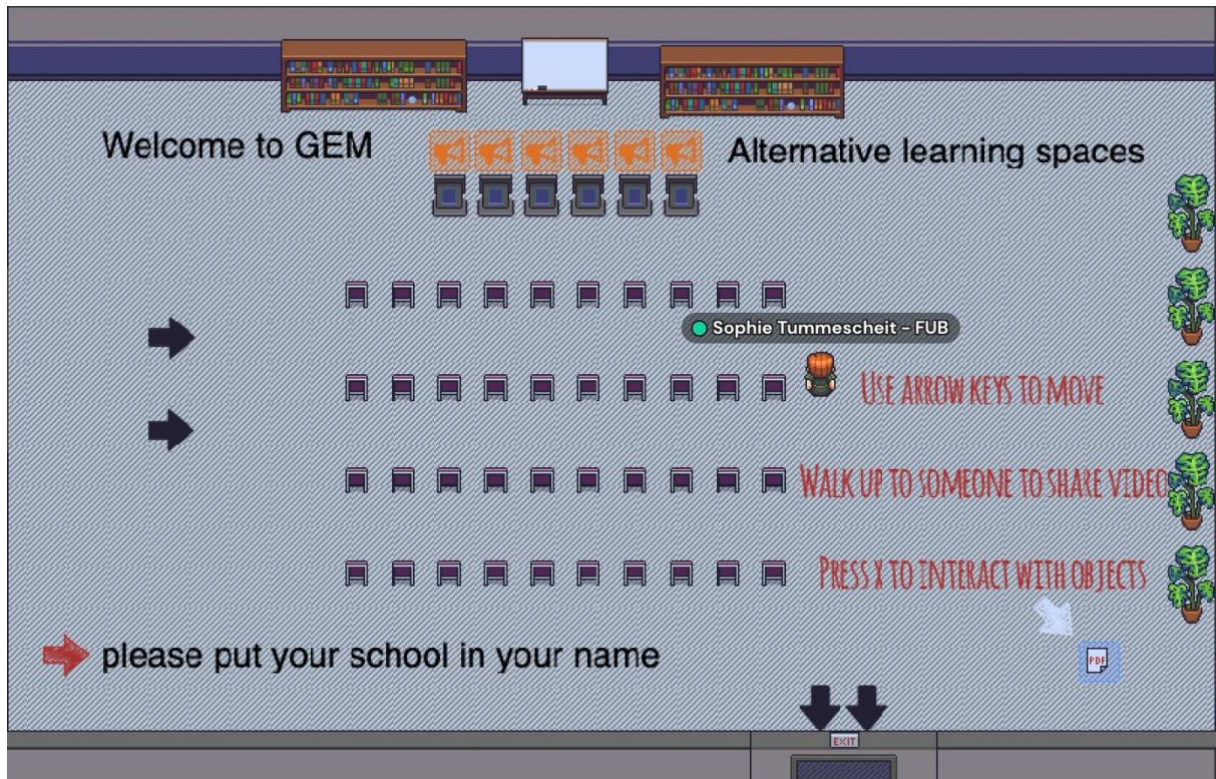 Welcome to GEM
Alternative learning spaces
Sophie Tummescheit - FUB
USE ARROW KEYS TO MOVE
WALK UP TO SOMEONE TO SHARE VIDEO
PRESS X TO INTERACT WITH OBJECTS
please put your school in your name
PDF
EXIT